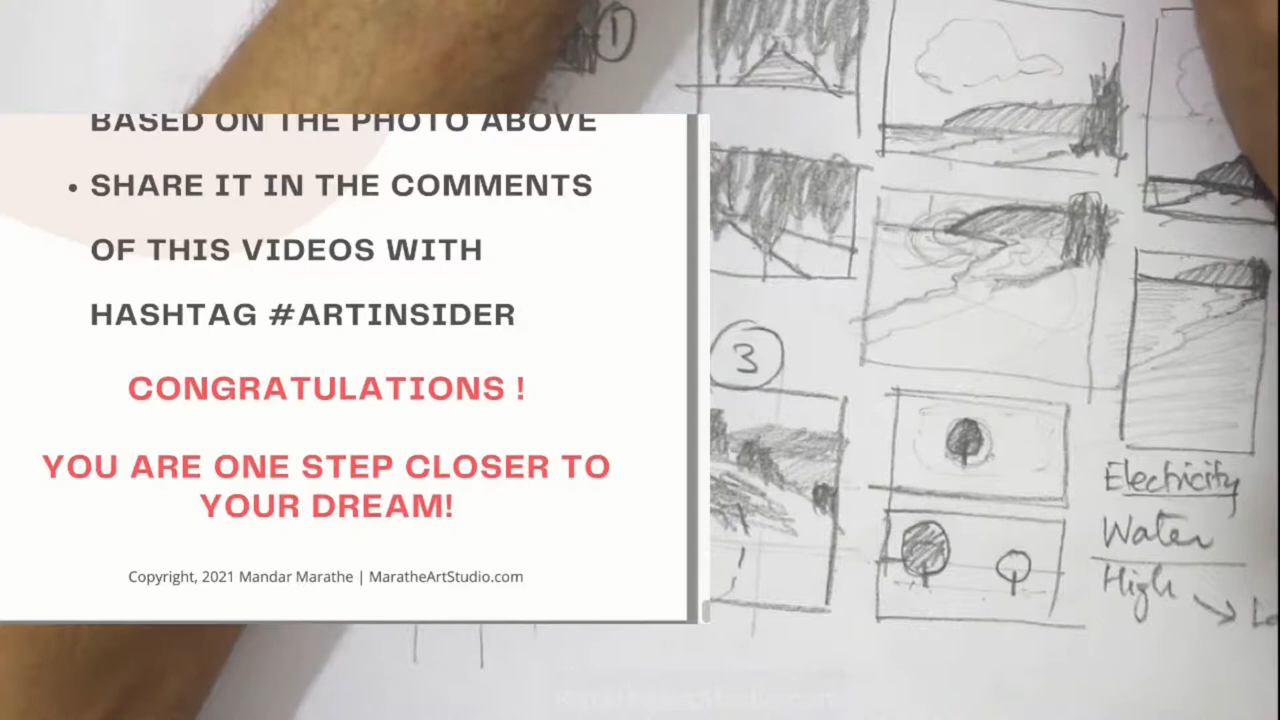 BASED ON THE PHOTO ABOVE
• SHARE IT IN THE COMMENTS
OF THIS VIDEOS WITH
HASHTAG #ARTINSIDER
CONGRATULATIONS !
YOU ARE ONE STEP CLOSER TO
YOUR DREAM!
Copyright, 2021 Mandar Marathe | MaratheArtStudio.com
1
3
Electricity
Water
High